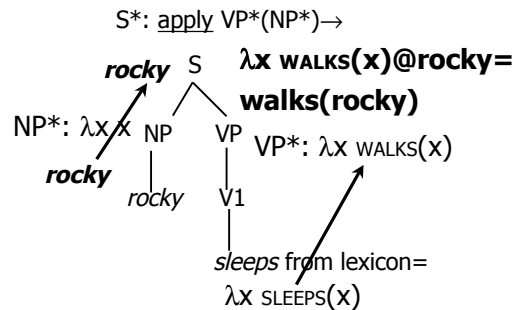 S*: apply VP*(NP*)→
rocky S λx WALKS(x)@rocky=
walks(rocky)
NP*: λx x NP VP
VP*: λx WALKS(x)
rocky
rocky V1
sleeps from lexicon=
λx SLEEPS(x)